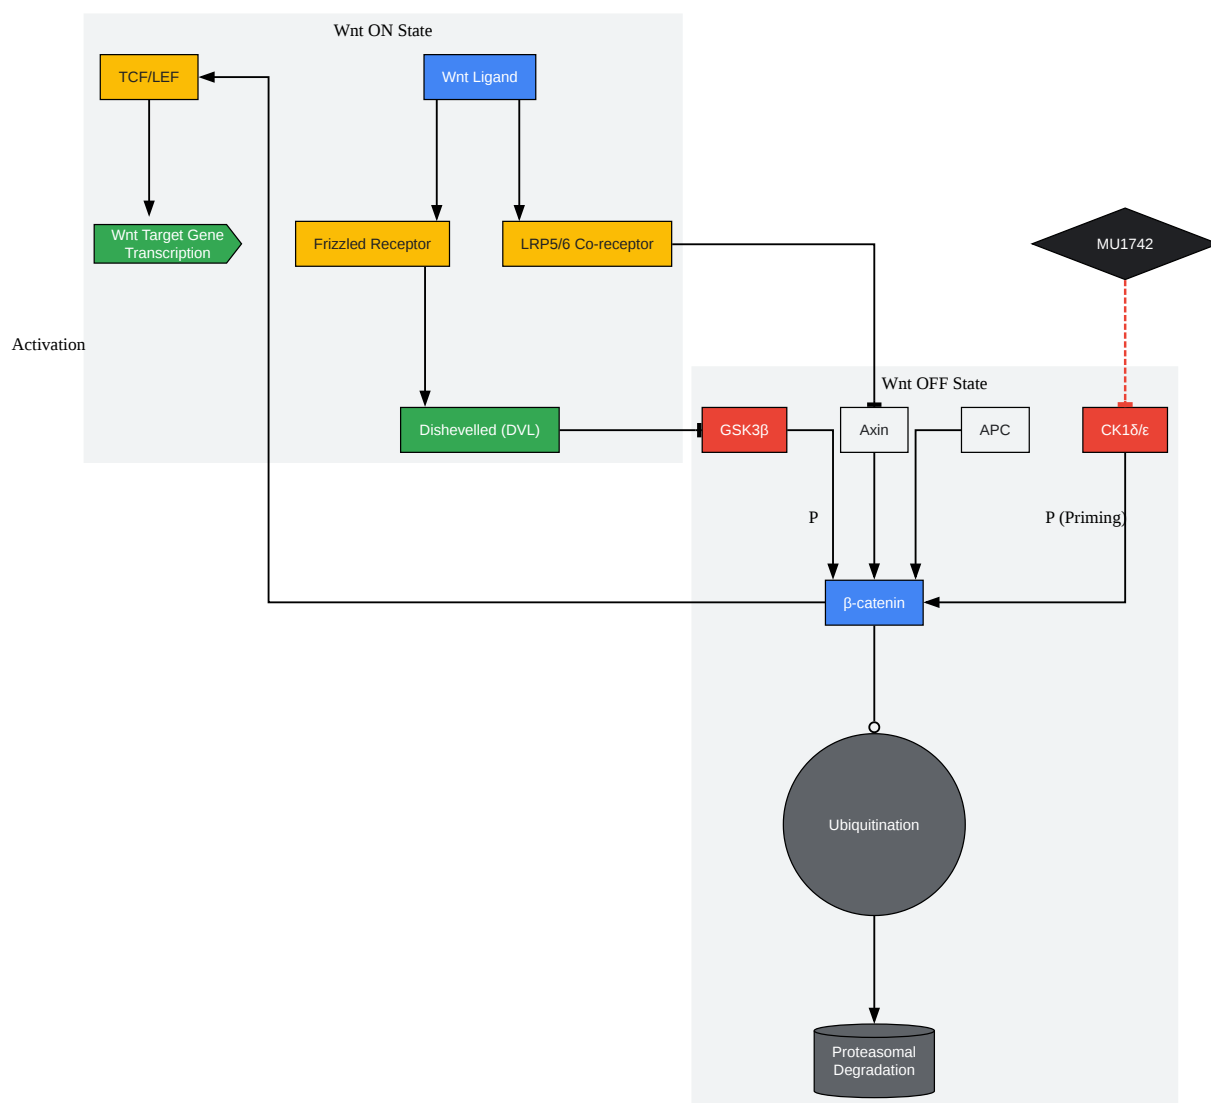 Wnt ON State
TCF/LEF
Wnt Ligand
Wnt Target Gene
Transcription
Frizzled Receptor
LRP5/6 Co-receptor
MU1742
Activation
Wnt OFF State
Dishevelled (DVL)
GSK3β
Axin
APC
CK1δ/ε
P
P (Priming)
β-catenin
Ubiquitination
Proteasomal
Degradation